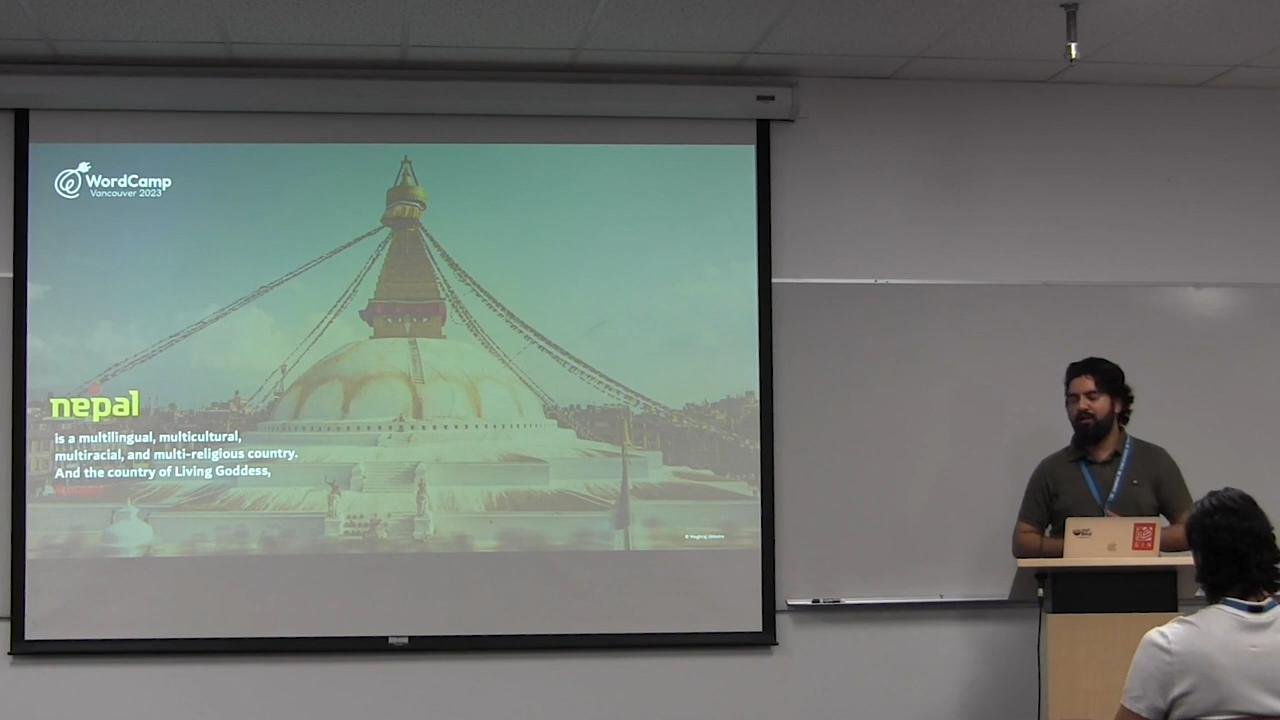 WordCamp
Vancouver 2023
nepal
is a multilingual, multicultural,
multiracial, and multi-religious country.
And the country of Living Goddess,